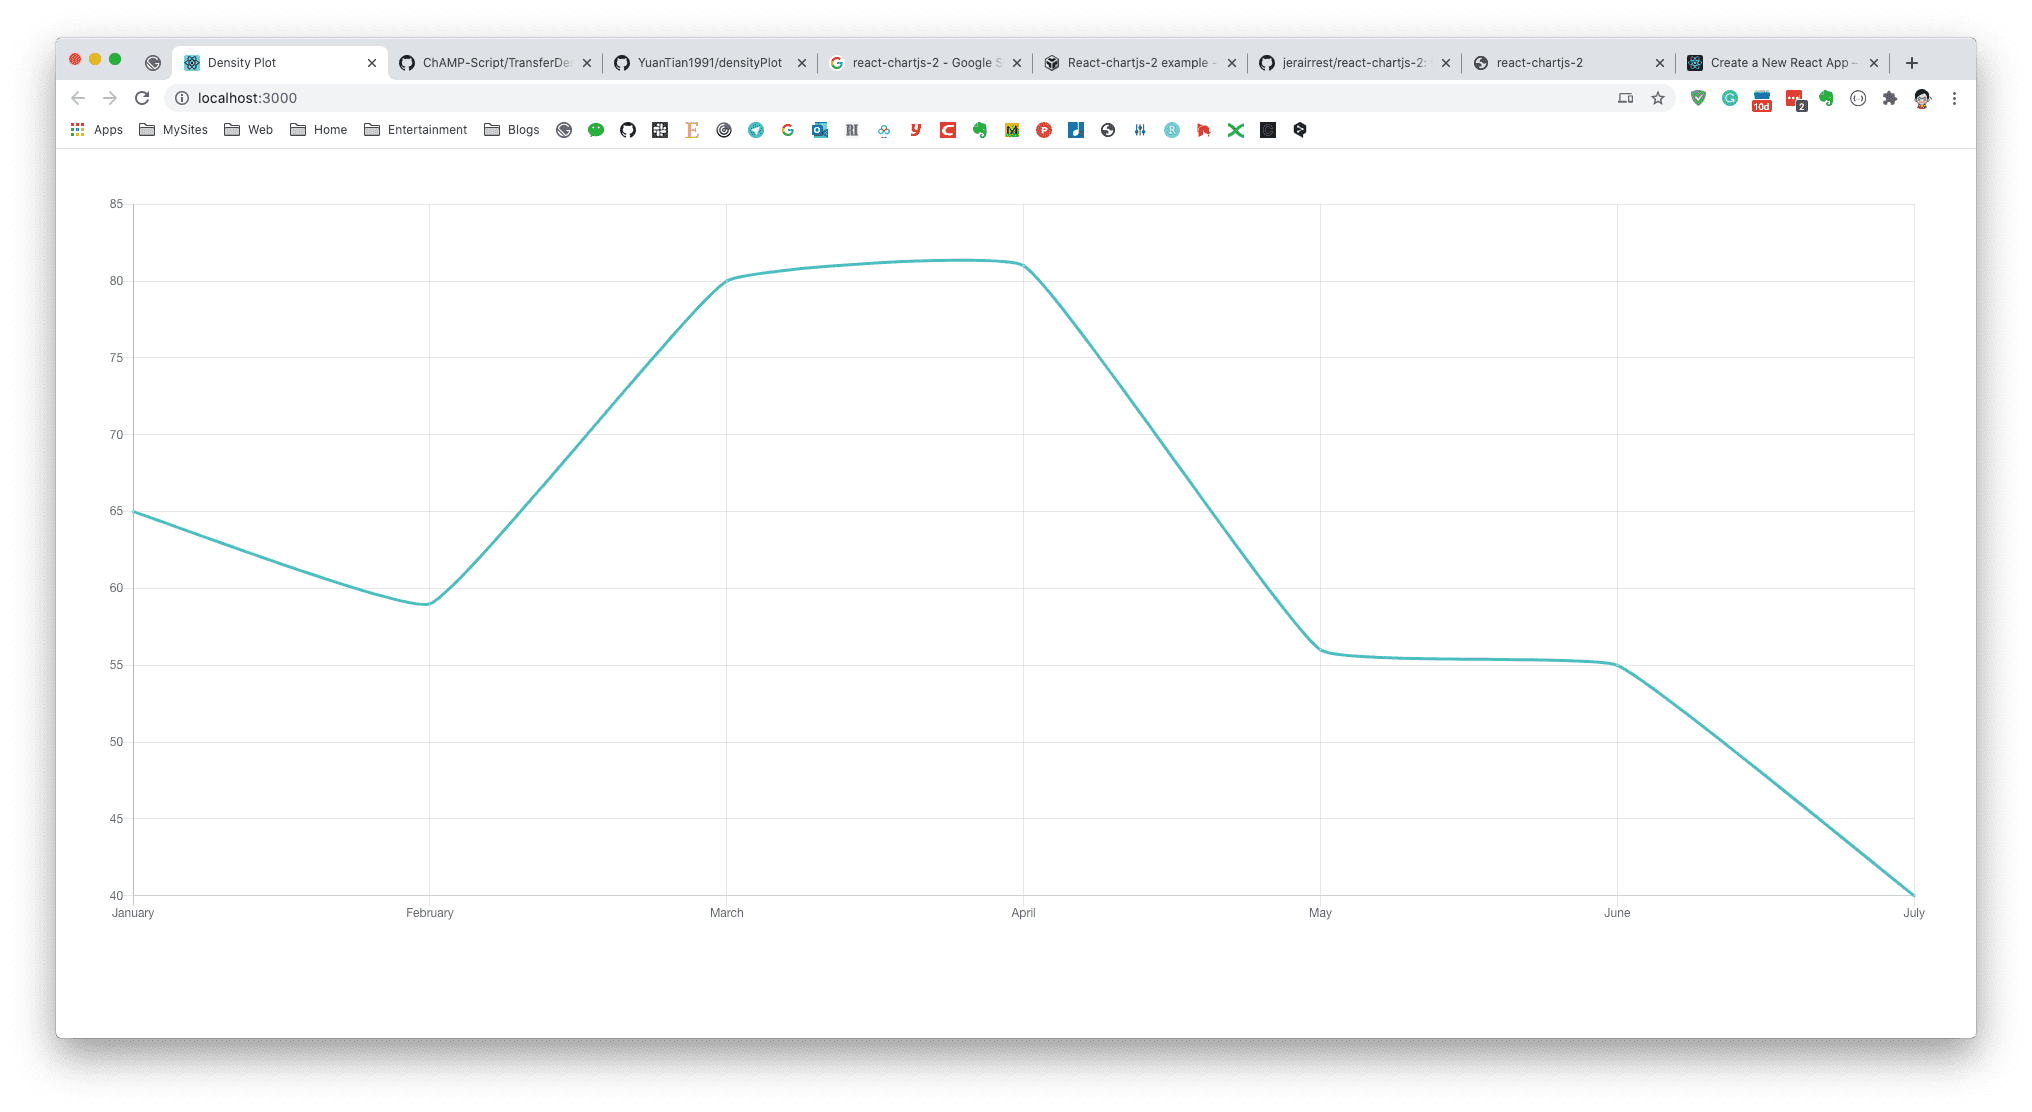 Density Plot ChAMP-Script/TransferDe YuanTian1991/densityPlot react-chartjs-2 - Google S React-chartjs-2 example - jerairrest/react-chartjs-2: react-chartjs-2 Create a New React App –
localhost:3000 10d 2
Apps MySites Web Home Entertainment Blogs
85
80
75
70
65
60
55
50
45
40
January February March April May June July